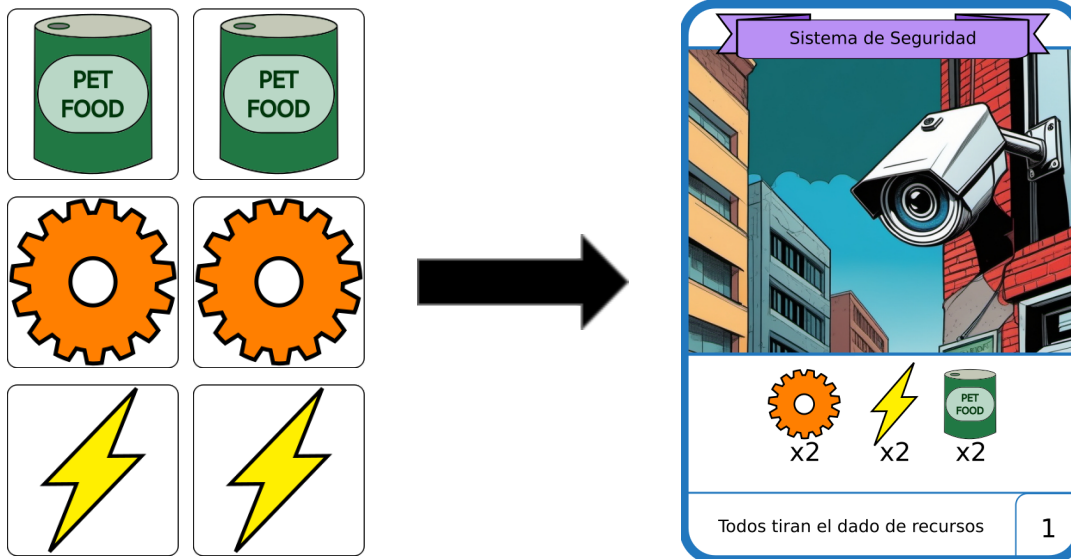 PET
FOOD
PET
FOOD
Sistema de Seguridad
x2
x2
PET
FOOD
x2
Todos tiran el dado de recursos
1